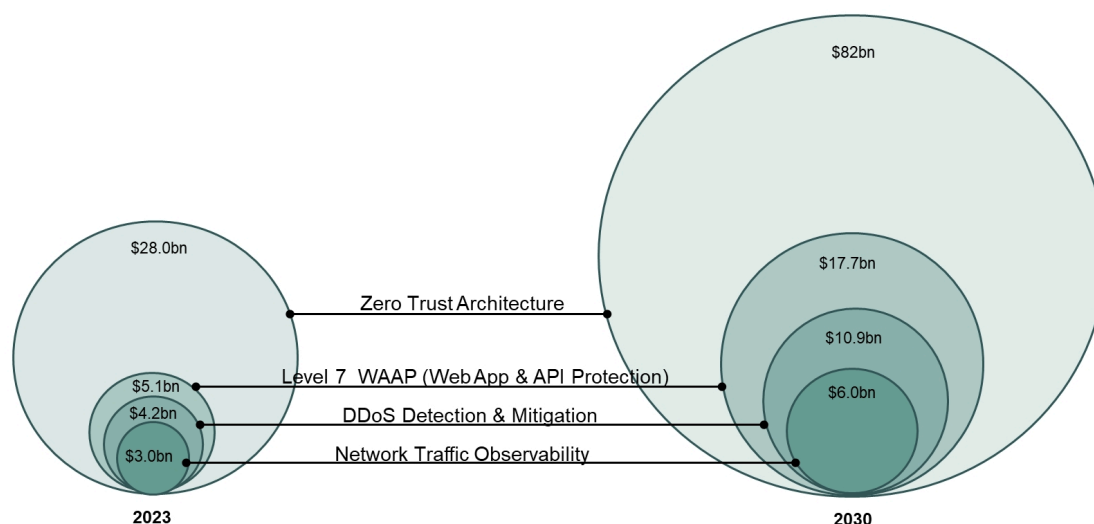 $82bn
$28.0bn
$17.7bn
Zero Trust Architecture
$10.9bn
Level 7 WAAP (Web App & API Protection)
$5.1bn
$6.0bn
$4.2bn
DDoS Detection & Mitigation
$3.0bn
Network Traffic Observability
2023
2030